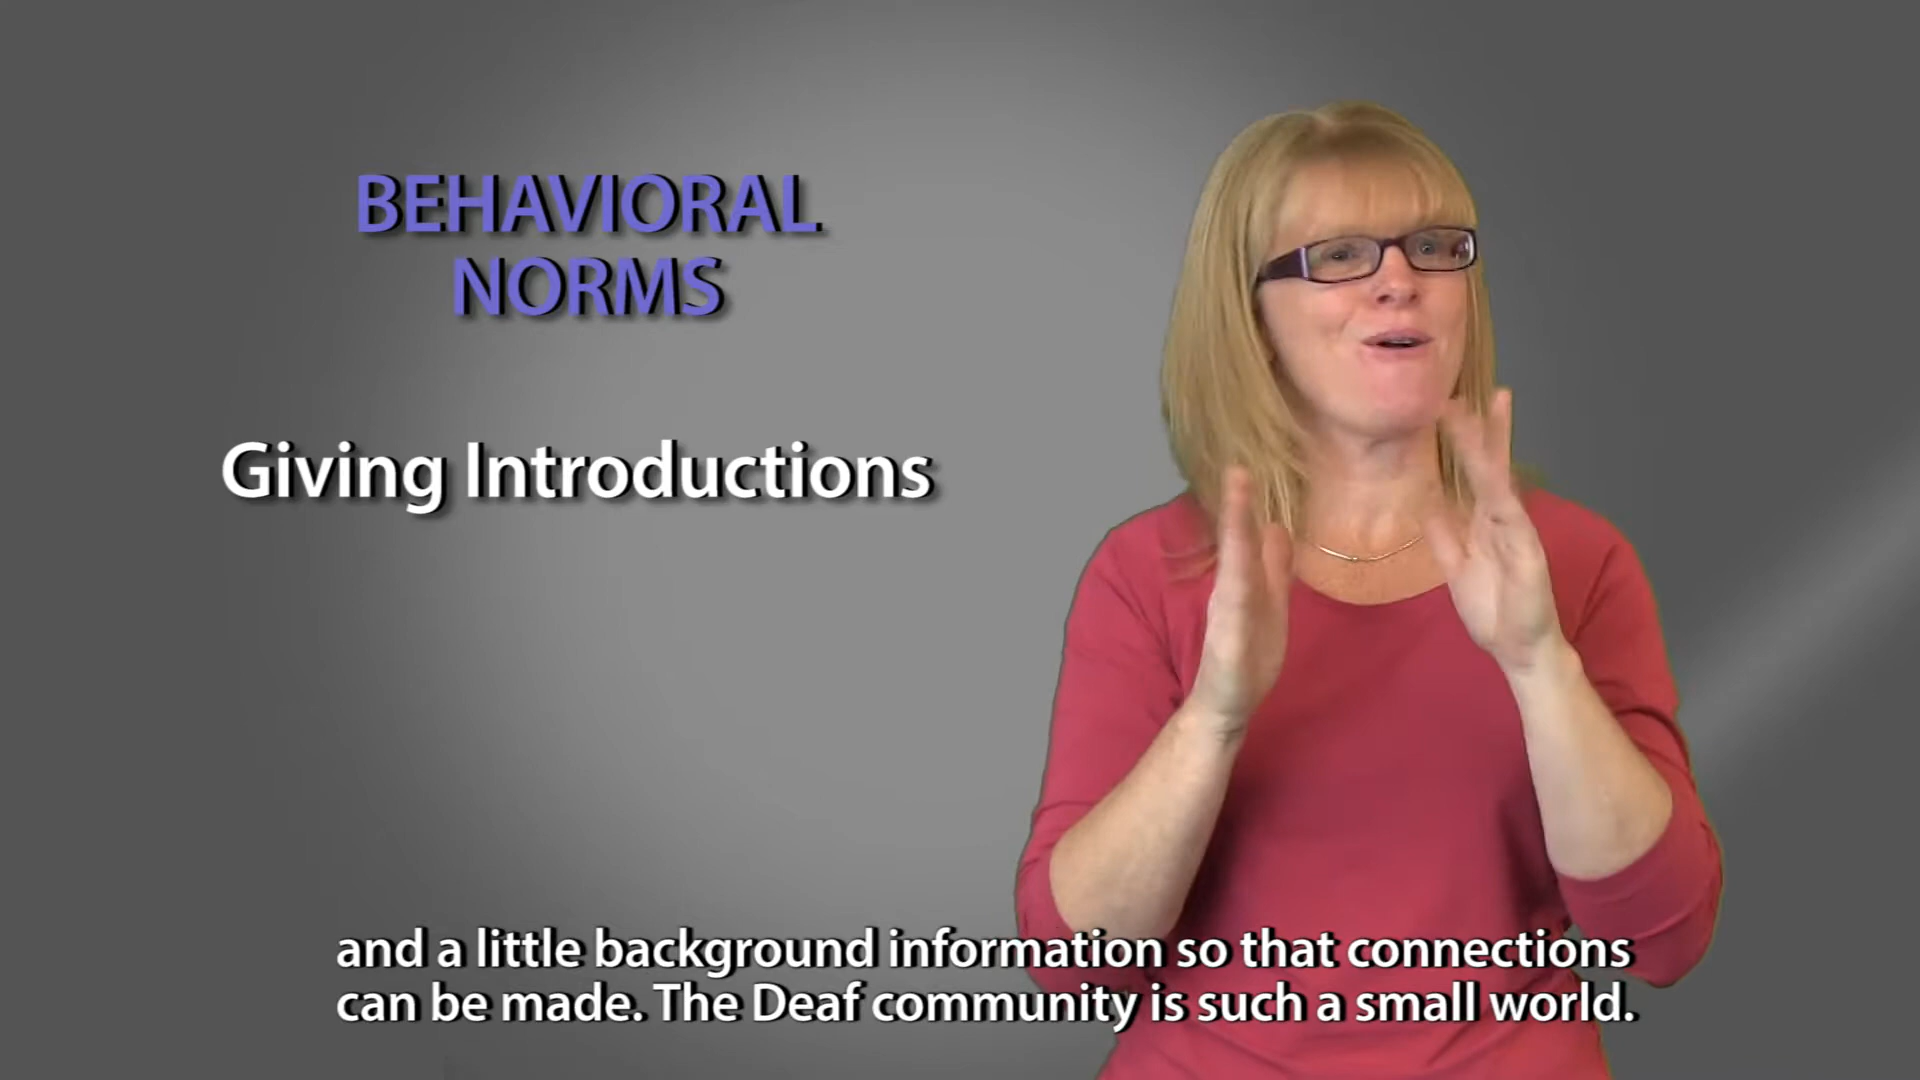 BEHAVIORAL
NORMS
Giving Introductions
and a little background information so that connections
can be made. The Deaf community is such a small world.